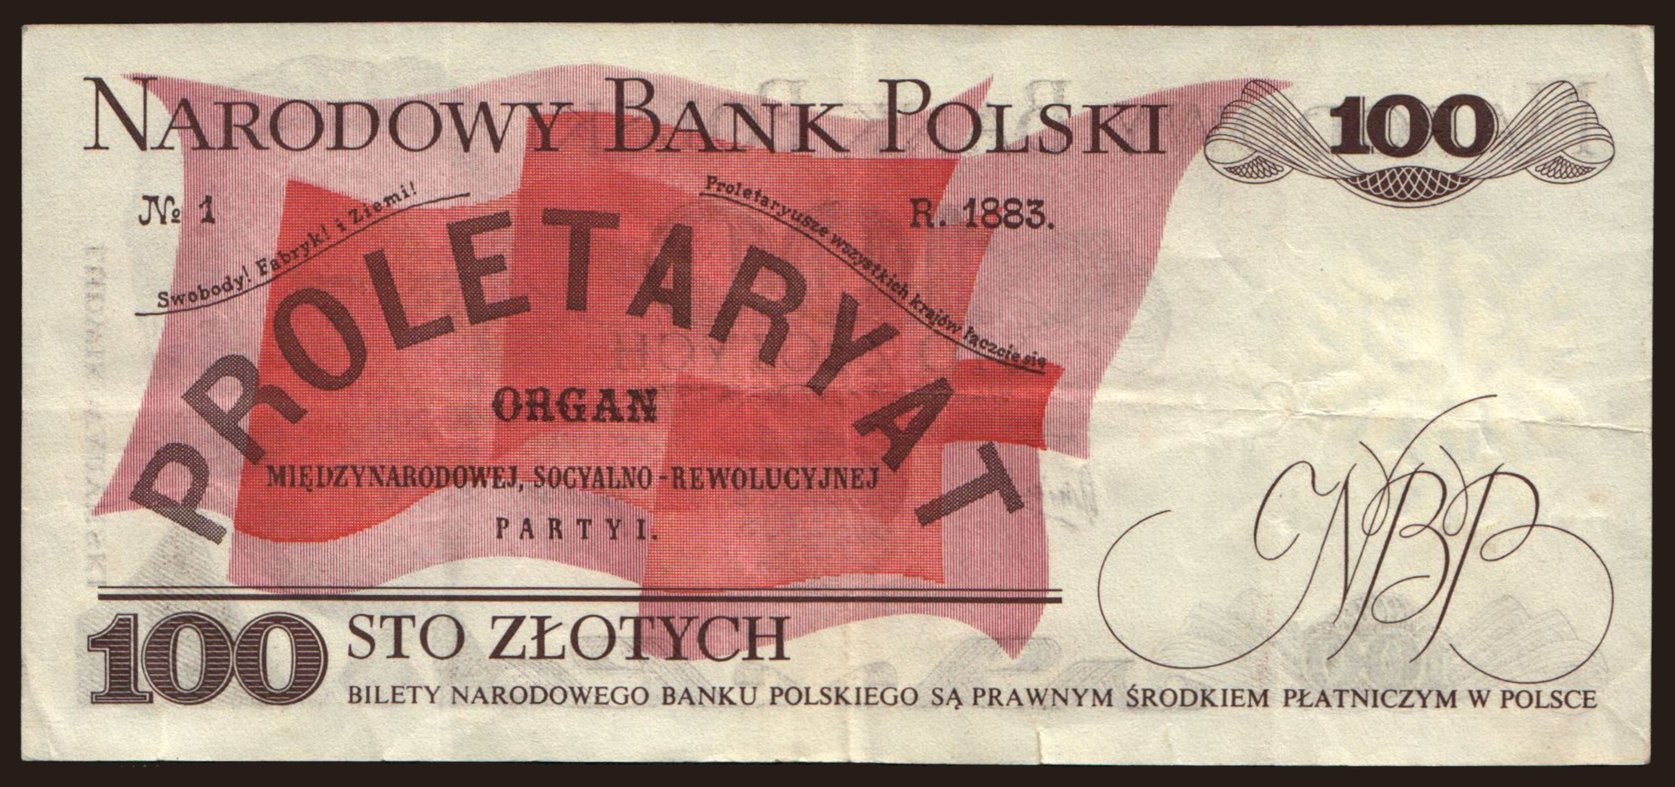 NARODOWY BANK POLSKI
100
№ 1
R. 1883.
Swobody! Fabryk! i Ziemi!
Proletaryusze wszystkich krajów łączcie się
PROLETARYAT
ORGAN
MIĘDZYNARODOWEJ, SOCYALNO-REWOLUCYJNEJ
PARTYI.
NBP
100 STO ZŁOTYCH
BILETY NARODOWEGO BANKU POLSKIEGO SĄ PRAWNYM ŚRODKIEM PŁATNICZYM W POLSCE